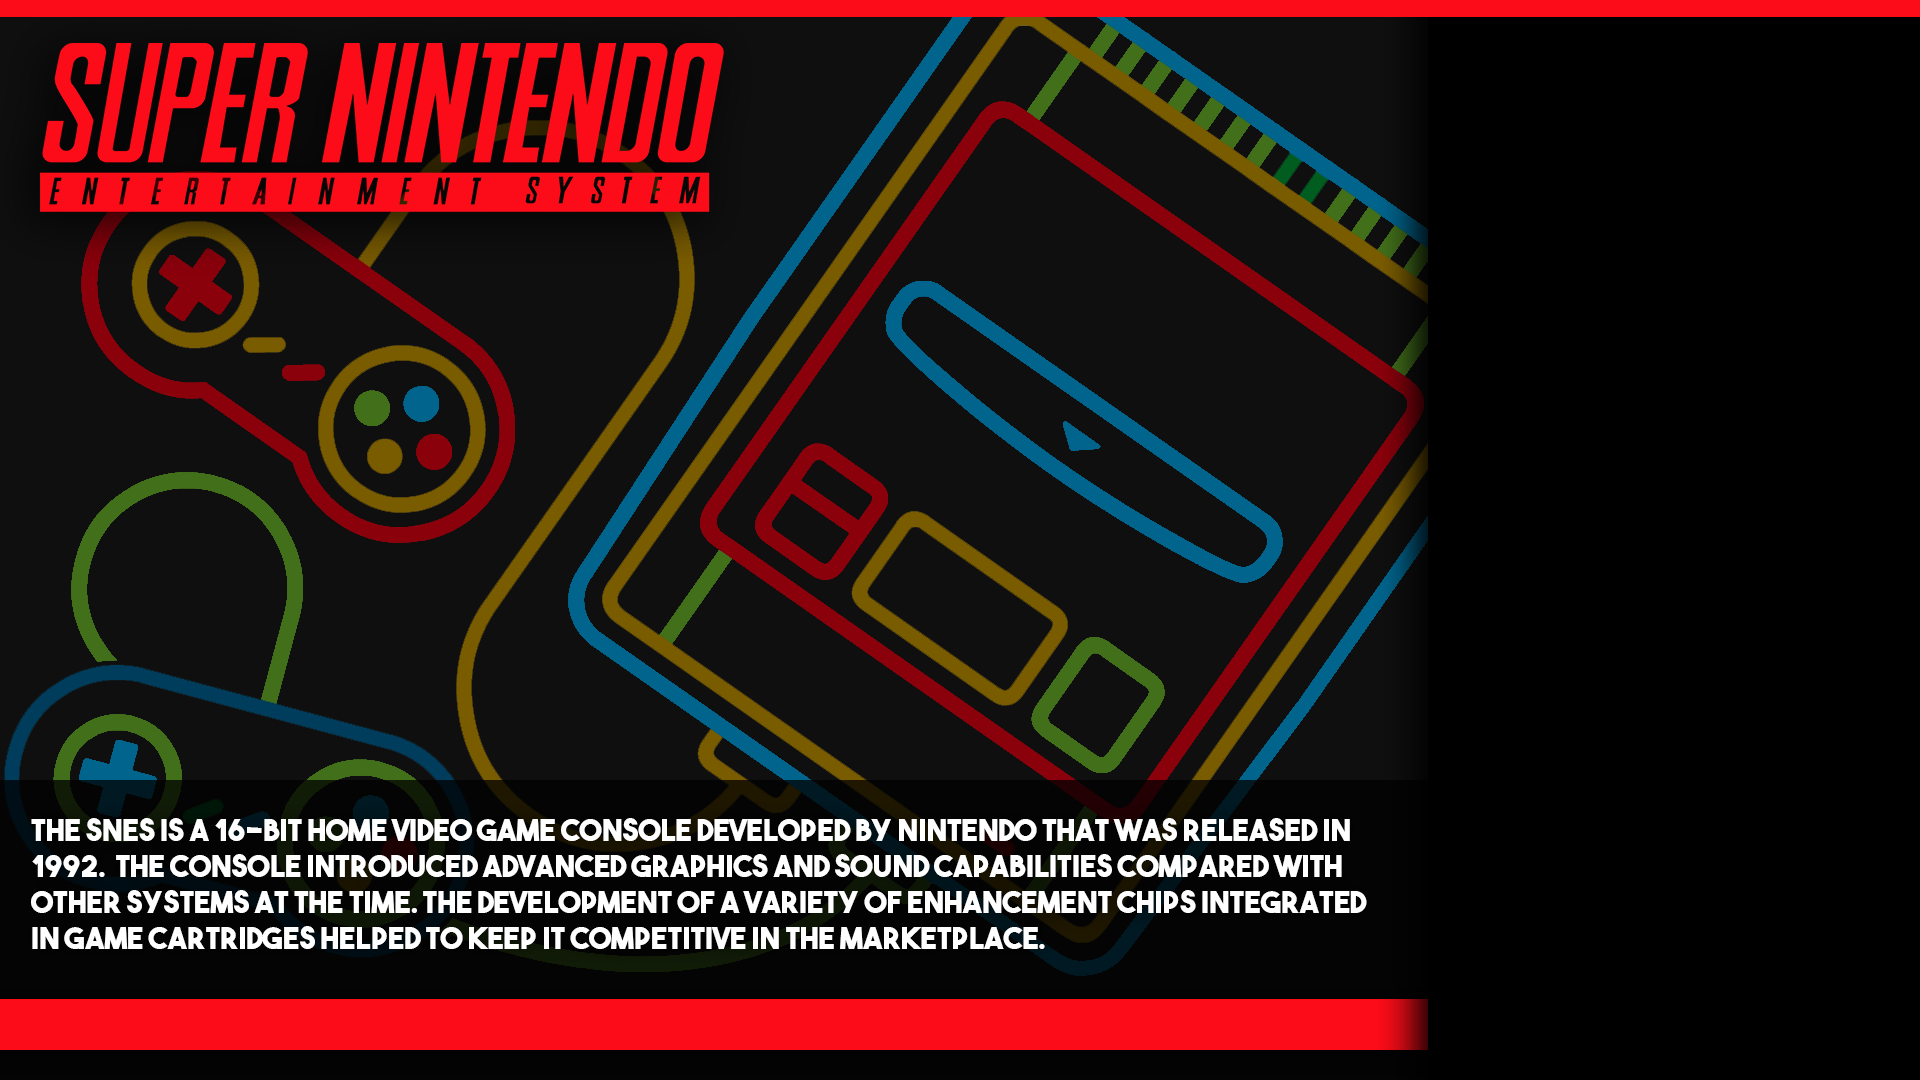 SUPER NINTENDO
ENTERTAINMENT SYSTEM
THE SNES IS A 16-BIT HOME VIDEO GAME CONSOLE DEVELOPED BY NINTENDO THAT WAS RELEASED IN
1992. THE CONSOLE INTRODUCED ADVANCED GRAPHICS AND SOUND CAPABILITIES COMPARED WITH
OTHER SYSTEMS AT THE TIME. THE DEVELOPMENT OF A VARIETY OF ENHANCEMENT CHIPS INTEGRATED
IN GAME CARTRIDGES HELPED TO KEEP IT COMPETITIVE IN THE MARKETPLACE.